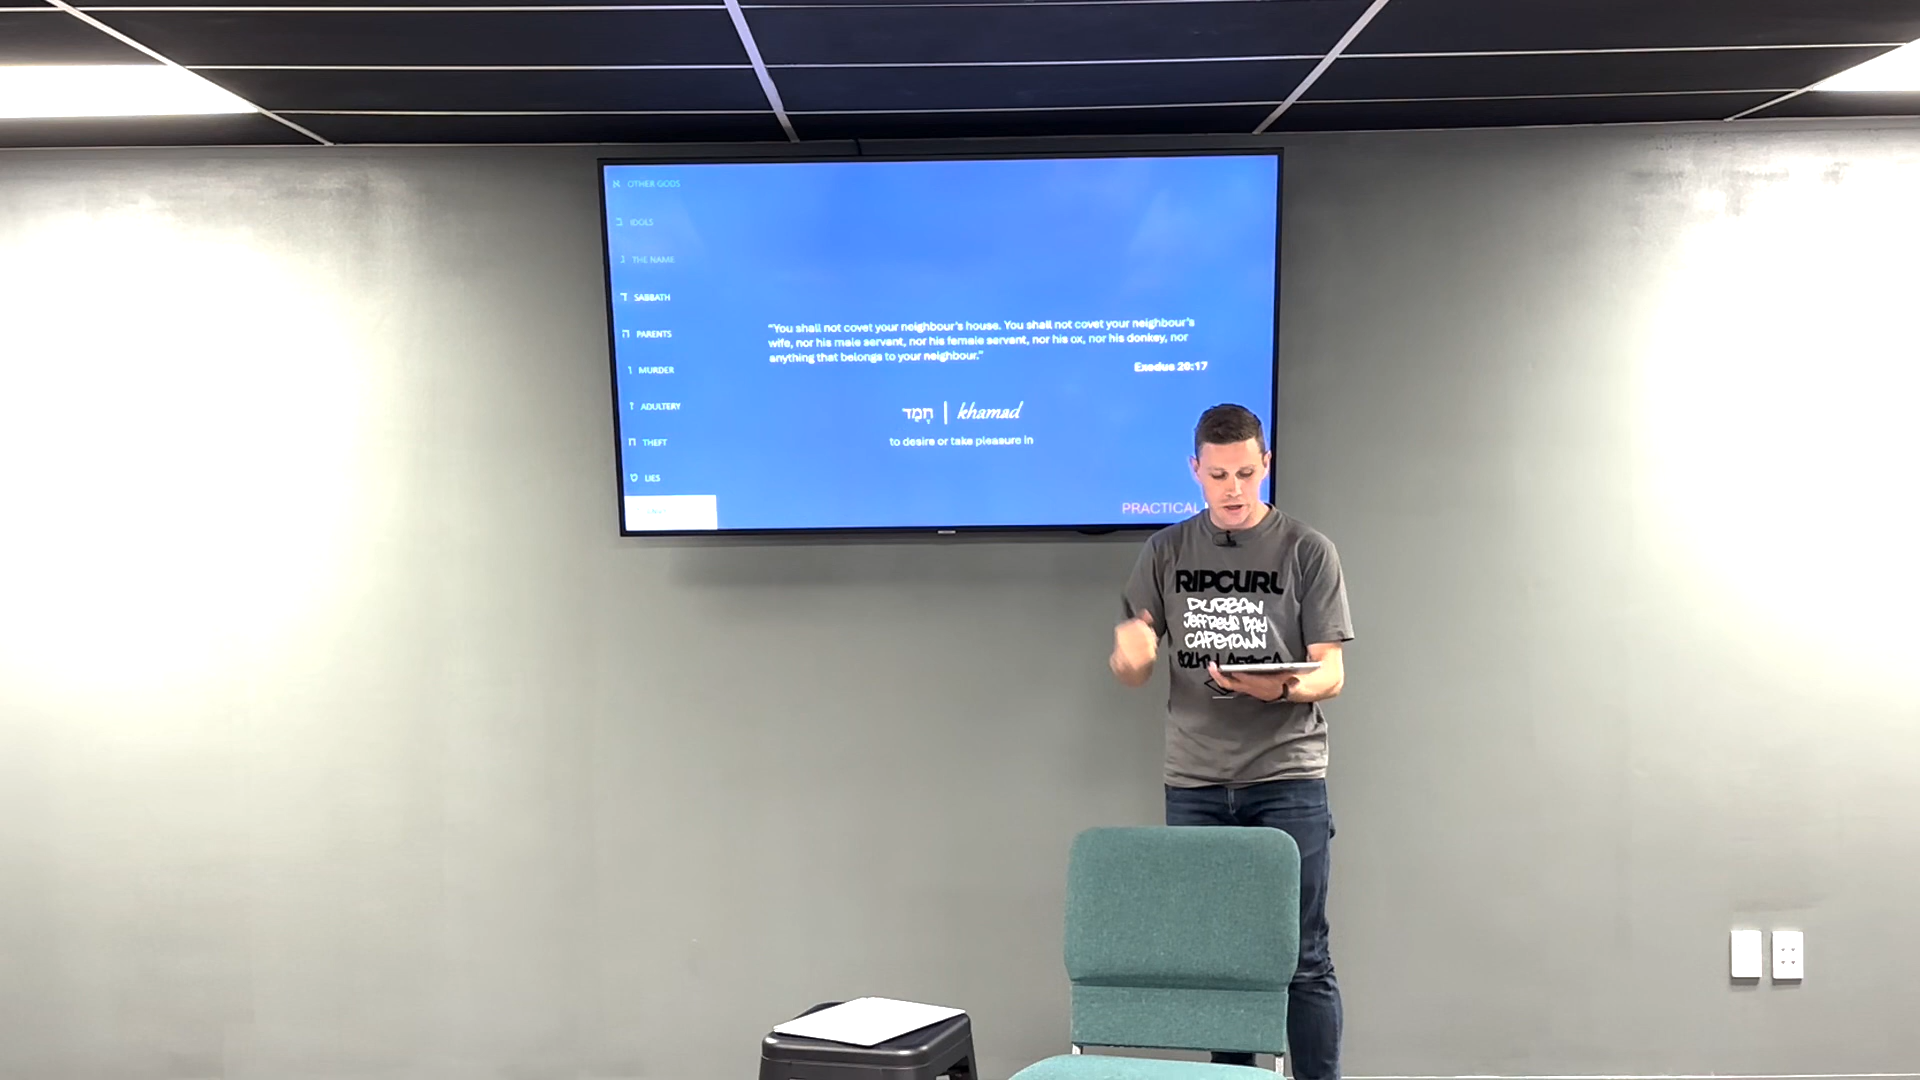 א OTHER GODS
ב IDOLS
ג THE NAME
ד SABBATH
ה PARENTS
ו MURDER
ז ADULTERY
ח THEFT
ט LIES
"You shall not covet your neighbour's house. You shall not covet your neighbour's
wife, nor his male servant, nor his female servant, nor his ox, nor his donkey, nor
anything that belongs to your neighbour."
Exodus 20:17
חָמַד | khamad
to desire or take pleasure in
PRACTICAL
RIPCURL
DURBAN
JEFFREYS BAY
CAPETOWN
SOUTH AFRICA